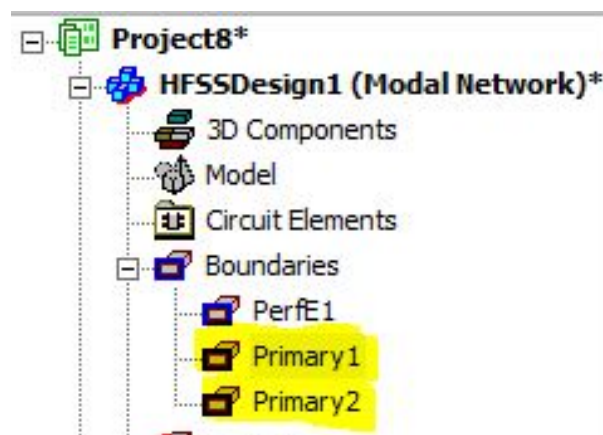 Project8*
HFSSDesign1 (Modal Network)*
3D Components
Model
Circuit Elements
Boundaries
PerfE1
Primary1
Primary2